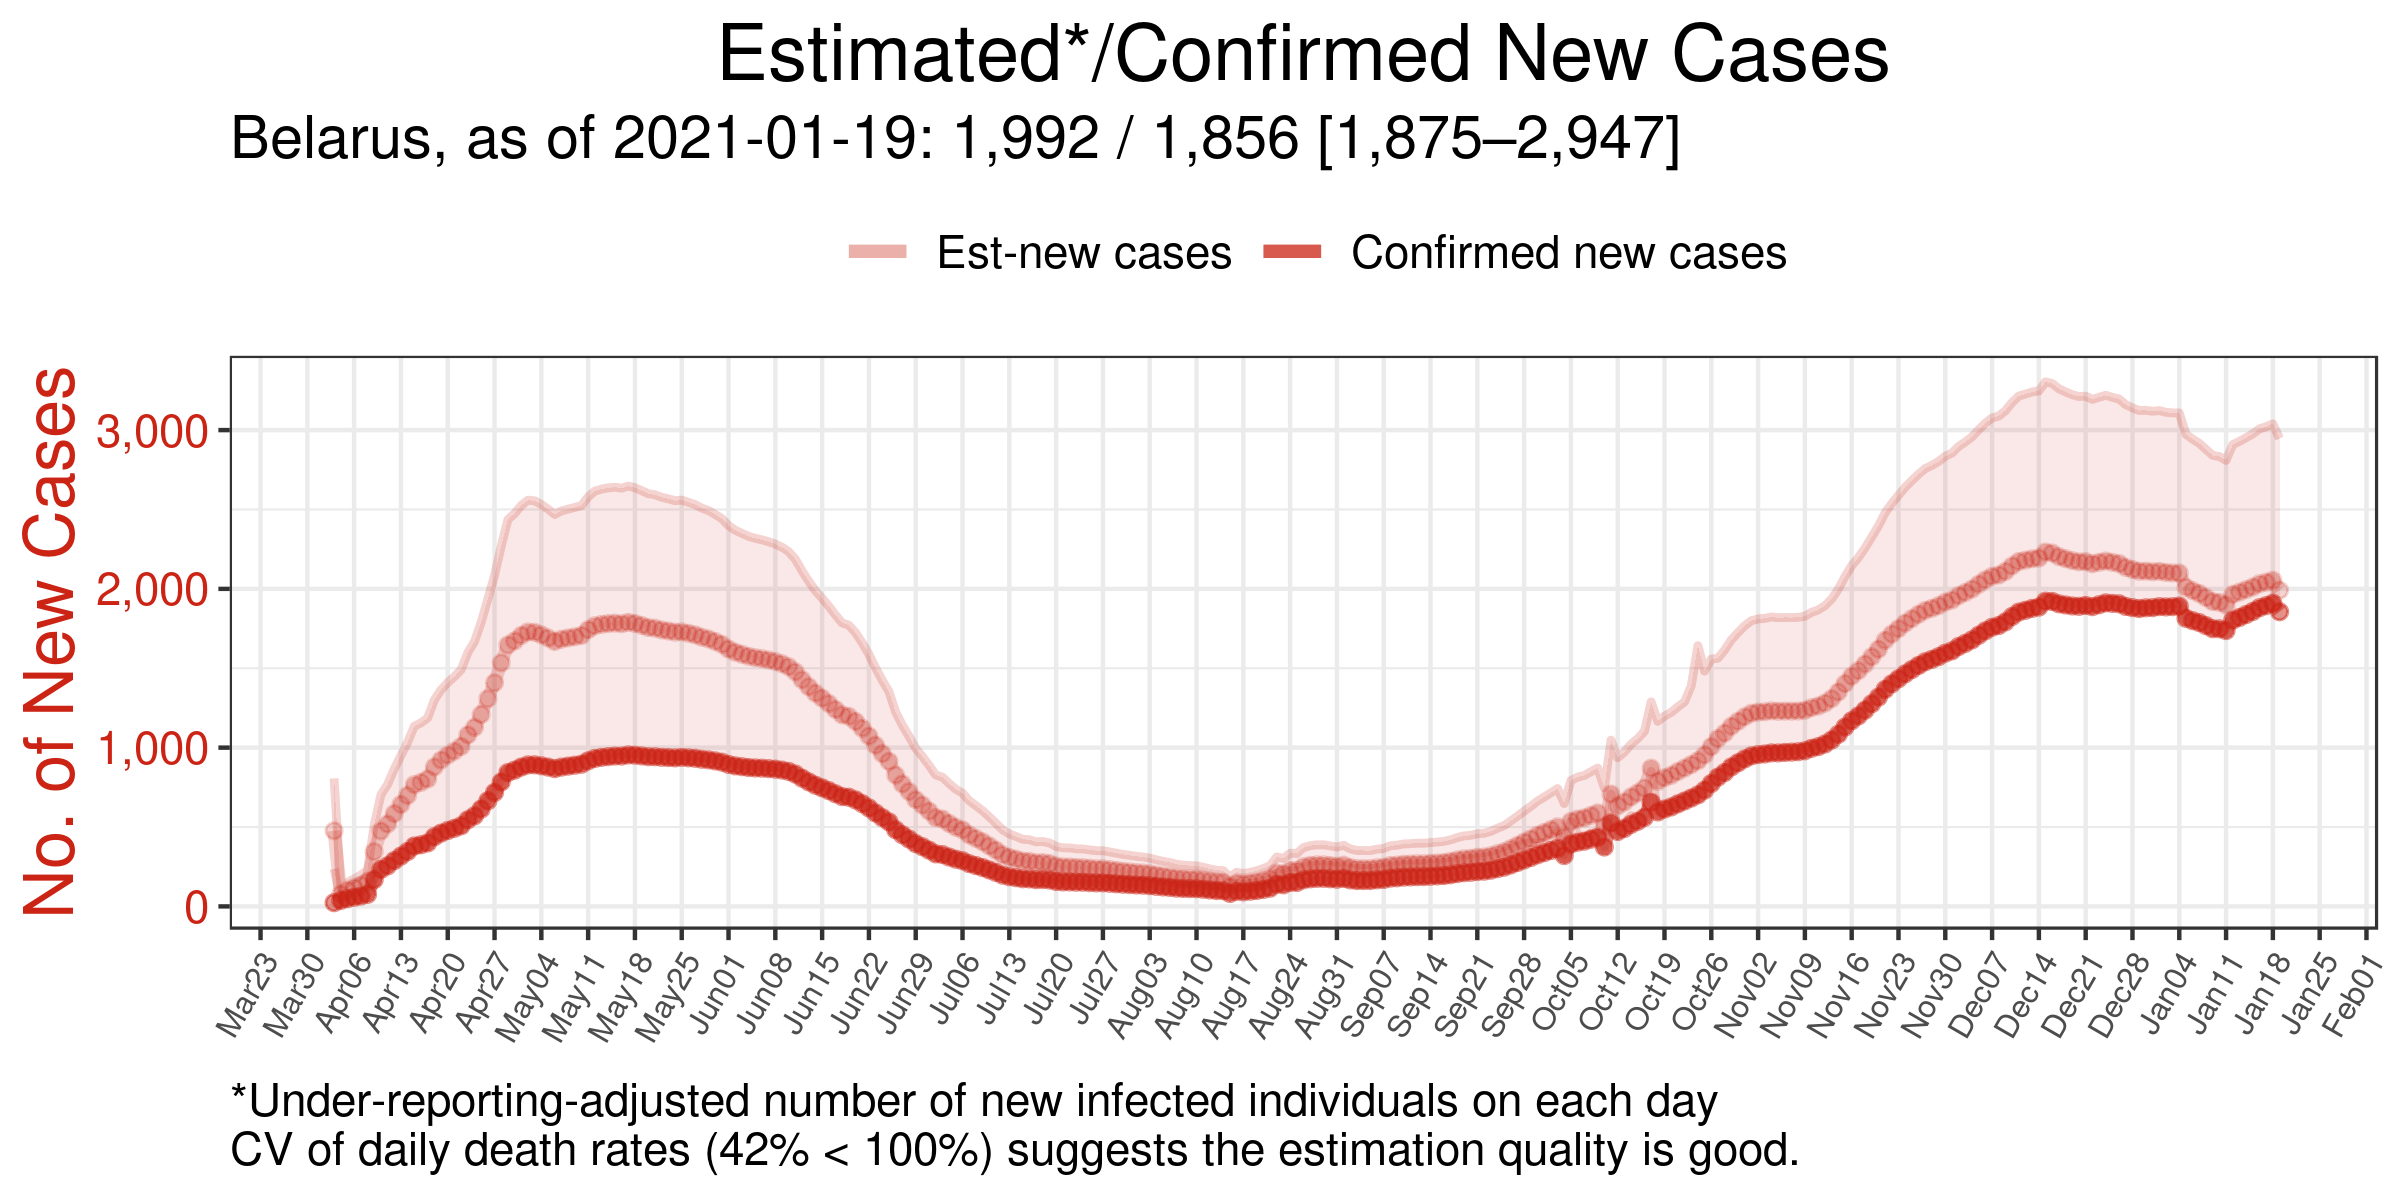 Estimated*/Confirmed New Cases
Belarus, as of 2021-01-19: 1,992 / 1,856 [1,875–2,947]
Est-new cases
Confirmed new cases
No. of New Cases
3,000
2,000
1,000
0
Mar23
Mar30
Apr06
Apr13
Apr20
Apr27
May04
May11
May18
May25
Jun01
Jun08
Jun15
Jun22
Jun29
Jul06
Jul13
Jul20
Jul27
Aug03
Aug10
Aug17
Aug24
Aug31
Sep07
Sep14
Sep21
Sep28
Oct05
Oct12
Oct19
Oct26
Nov02
Nov09
Nov16
Nov23
Nov30
Dec07
Dec14
Dec21
Dec28
Jan04
Jan11
Jan18
Jan25
Feb01
*Under-reporting-adjusted number of new infected individuals on each day
CV of daily death rates (42% < 100%) suggests the estimation quality is good.